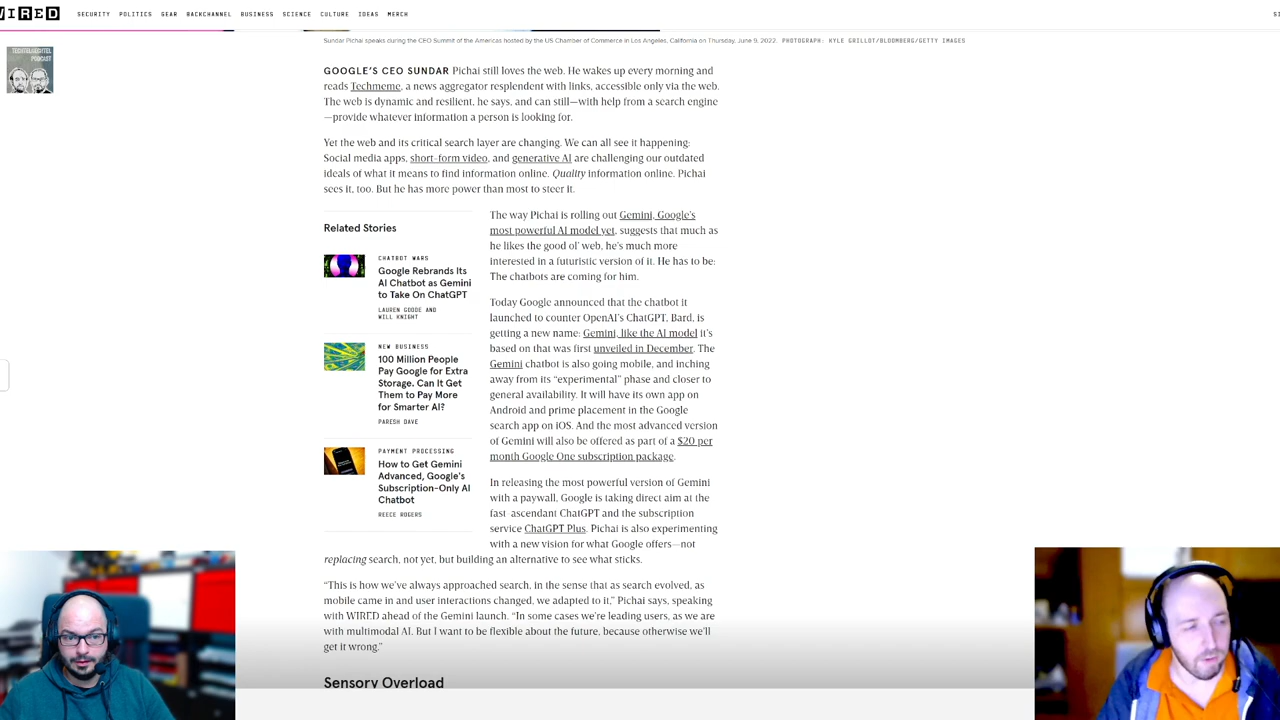 WIRED
SECURITY POLITICS GEAR BACKCHANNEL BUSINESS SCIENCE CULTURE IDEAS MERCH
TECHTELMECHTEL
PODCAST
Sundar Pichai speaks during the CEO Summit of the Americas hosted by the US Chamber of Commerce in Los Angeles, California on Thursday, June 9, 2022. PHOTOGRAPH: KYLE GRILLOT/BLOOMBERG/GETTY IMAGES
GOOGLE'S CEO SUNDAR Pichai still loves the web. He wakes up every morning and
reads Techmeme, a news aggregator resplendent with links, accessible only via the web.
The web is dynamic and resilient, he says, and can still—with help from a search engine
—provide whatever information a person is looking for.
Yet the web and its critical search layer are changing. We can all see it happening:
Social media apps, short-form video, and generative AI are challenging our outdated
ideals of what it means to find information online. Quality information online. Pichai
sees it, too. But he has more power than most to steer it.
Related Stories
CHATBOT WARS
Google Rebrands Its
AI Chatbot as Gemini
to Take On ChatGPT
LAUREN GOODE AND
WILL KNIGHT
NEW BUSINESS
100 Million People
Pay Google for Extra
Storage. Can It Get
Them to Pay More
for Smarter AI?
PARESH DAVE
PAYMENT PROCESSING
How to Get Gemini
Advanced, Google's
Subscription-Only AI
Chatbot
REECE ROGERS
The way Pichai is rolling out Gemini, Google's
most powerful AI model yet, suggests that much as
he likes the good ol' web, he's much more
interested in a futuristic version of it. He has to be:
The chatbots are coming for him.
Today Google announced that the chatbot it
launched to counter OpenAI's ChatGPT, Bard, is
getting a new name: Gemini, like the AI model it's
based on that was first unveiled in December. The
Gemini chatbot is also going mobile, and inching
away from its “experimental” phase and closer to
general availability. It will have its own app on
Android and prime placement in the Google
search app on iOS. And the most advanced version
of Gemini will also be offered as part of a $20 per
month Google One subscription package.
In releasing the most powerful version of Gemini
with a paywall, Google is taking direct aim at the
fast-ascendant ChatGPT and the subscription
service ChatGPT Plus. Pichai is also experimenting
with a new vision for what Google offers—not
replacing search, not yet, but building an alternative to see what sticks.
“This is how we've always approached search, in the sense that as search evolved, as
mobile came in and user interactions changed, we adapted to it,” Pichai says, speaking
with WIRED ahead of the Gemini launch. “In some cases we're leading users, as we are
with multimodal AI. But I want to be flexible about the future, because otherwise we'll
get it wrong.”
Sensory Overload